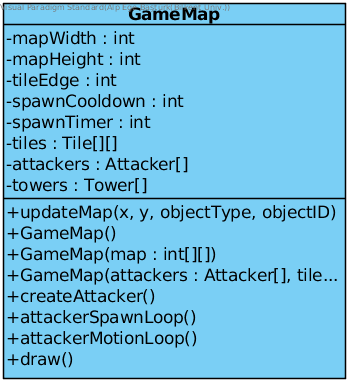 Visual Paradigm Standard(Alp Ege Basturk(Bilkent Univ.))
GameMap
-mapWidth : int
-mapHeight : int
-tileEdge : int
-spawnCooldown : int
-spawnTimer : int
-tiles : Tile[][]
-attackers : Attacker[]
-towers : Tower[]
+updateMap(x, y, objectType, objectID)
+GameMap()
+GameMap(map : int[][])
+GameMap(attackers : Attacker[], tile...
+createAttacker()
+attackerSpawnLoop()
+attackerMotionLoop()
+draw()